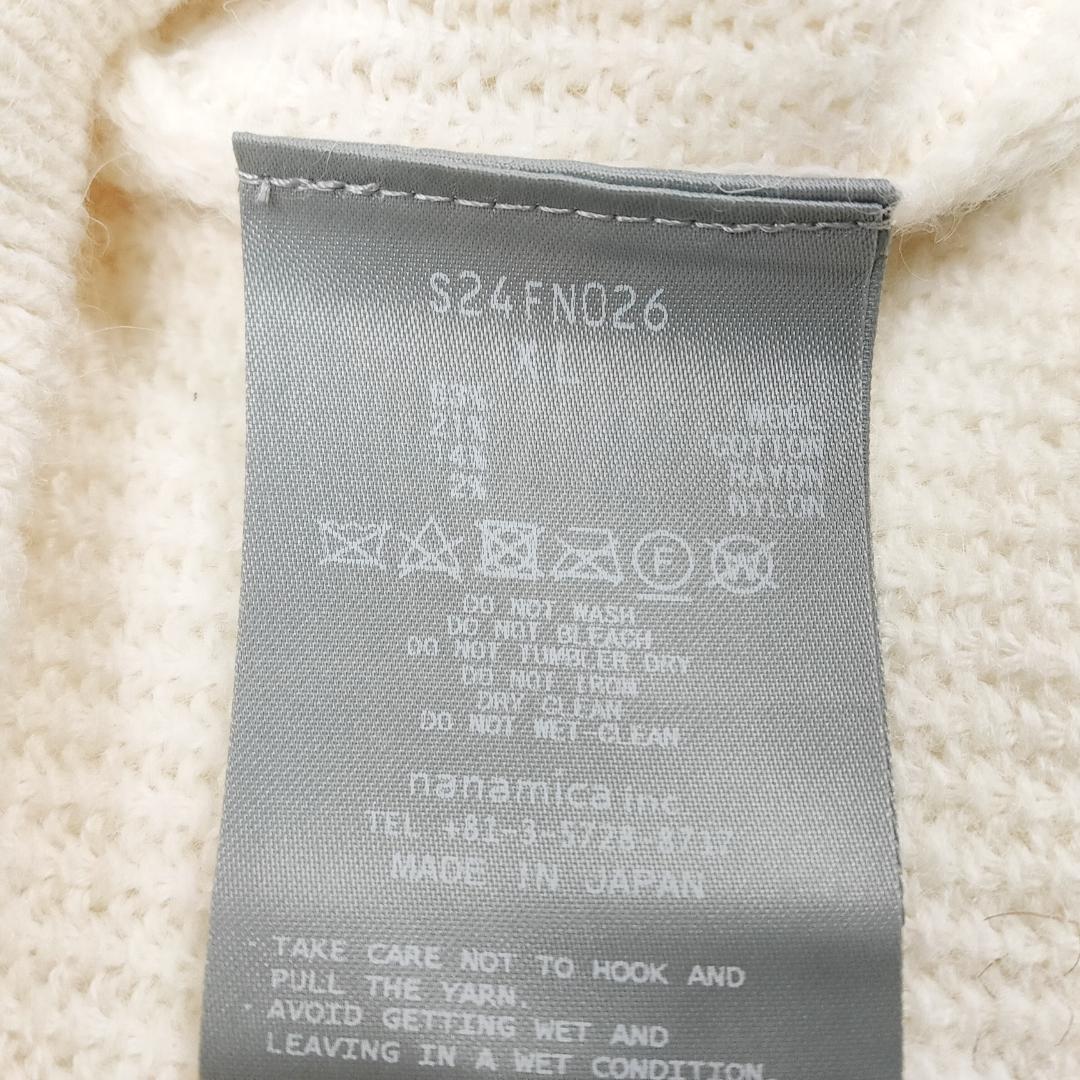 S24FN026
XL
WOOL
COTTON
4% RAYON
2% NYLON
F
W
DO NOT WASH
DO NOT BLEACH
DO NOT TUMBLER DRY
DO NOT IRON
DRY CLEAN
DO NOT WET CLEAN
nanamica inc.
TEL +81-3-5728-8717
MADE IN JAPAN
・TAKE CARE NOT TO HOOK AND
PULL THE YARN.
・AVOID GETTING WET AND
LEAVING IN A WET CONDITION.